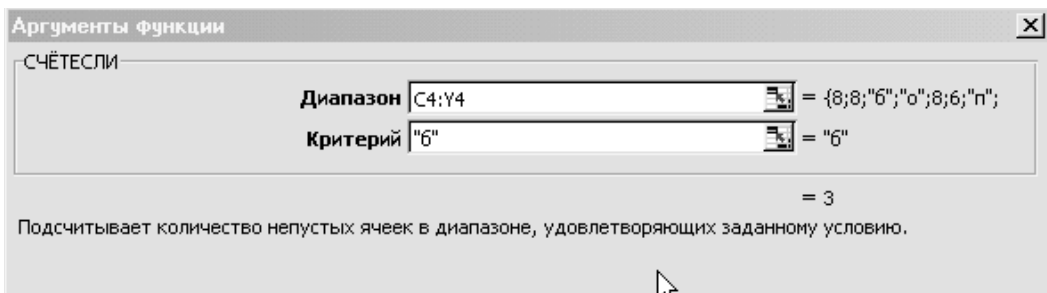 Аргументы функции
СЧЁТЕСЛИ
Диапазон C4:Y4 = {8;8;"б";"о";8;6;"п";
Критерий "б" = "б"
= 3
Подсчитывает количество непустых ячеек в диапазоне, удовлетворяющих заданному условию.